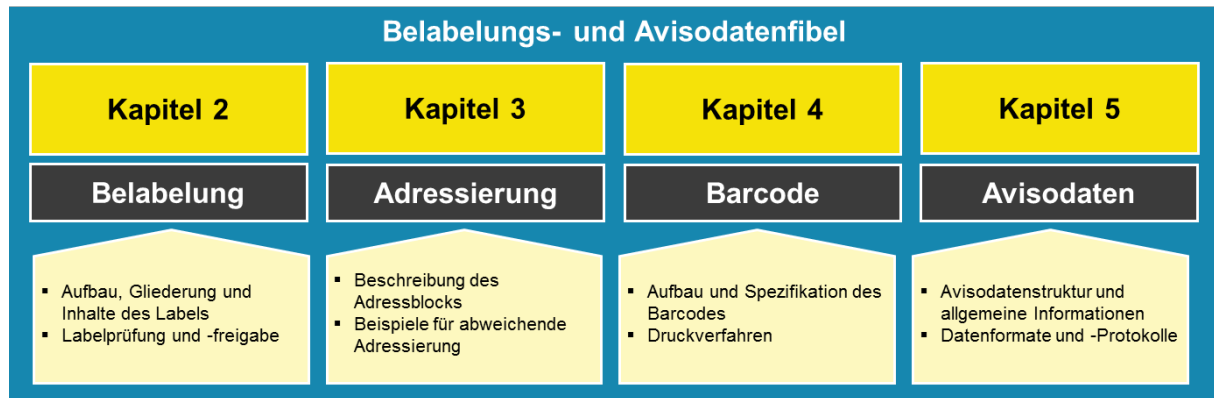 Belabelungs- und Avisodatenfibel
Kapitel 2
Kapitel 3
Kapitel 4
Kapitel 5
Belabelung
Adressierung
Barcode
Avisodaten
▪ Aufbau, Gliederung und
Inhalte des Labels
▪ Labelprüfung und -freigabe
▪ Beschreibung des
Adressblocks
▪ Beispiele für abweichende
Adressierung
▪ Aufbau und Spezifikation des
Barcodes
▪ Druckverfahren
▪ Avisodatenstruktur und
allgemeine Informationen
▪ Datenformate und -Protokolle